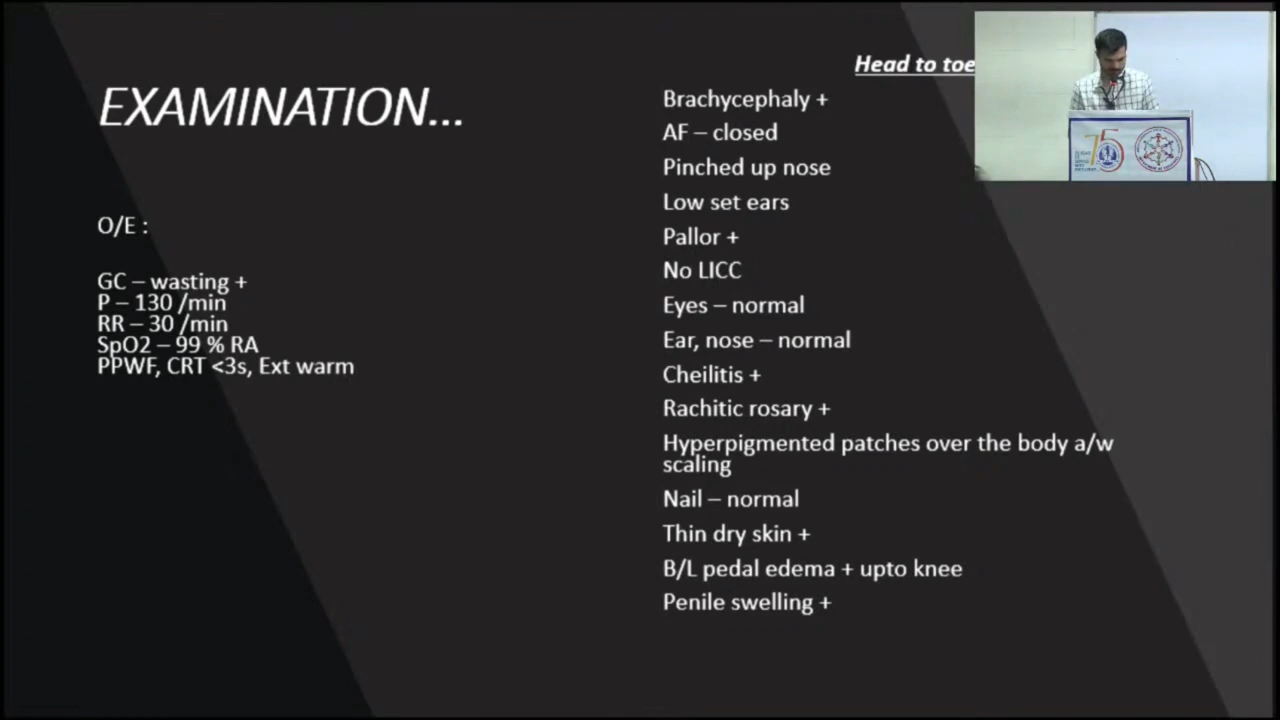 EXAMINATION...
O/E :
GC – wasting +
P – 130 /min
RR – 30 /min
SpO2 – 99 % RA
PPWF, CRT <3s, Ext warm
Head to toe
Brachycephaly +
AF – closed
Pinched up nose
Low set ears
Pallor +
No LICC
Eyes – normal
Ear, nose – normal
Cheilitis +
Rachitic rosary +
Hyperpigmented patches over the body a/w
scaling
Nail – normal
Thin dry skin +
B/L pedal edema + upto knee
Penile swelling +
75